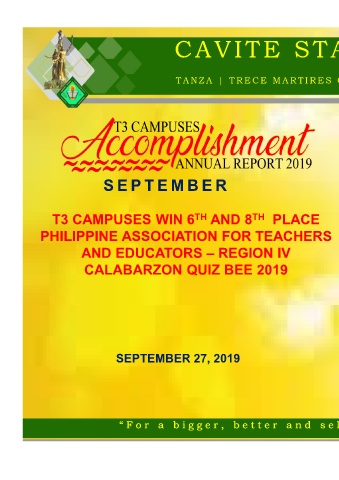 CAVITE STA
TANZA | TRECE MARTIRES
T3 CAMPUSES
Accomplishment
ANNUAL REPORT 2019
SEPTEMBER
T3 CAMPUSES WIN 6TH AND 8TH PLACE
PHILIPPINE ASSOCIATION FOR TEACHERS
AND EDUCATORS – REGION IV
CALABARZON QUIZ BEE 2019
SEPTEMBER 27, 2019
"For a bigger, better and sel